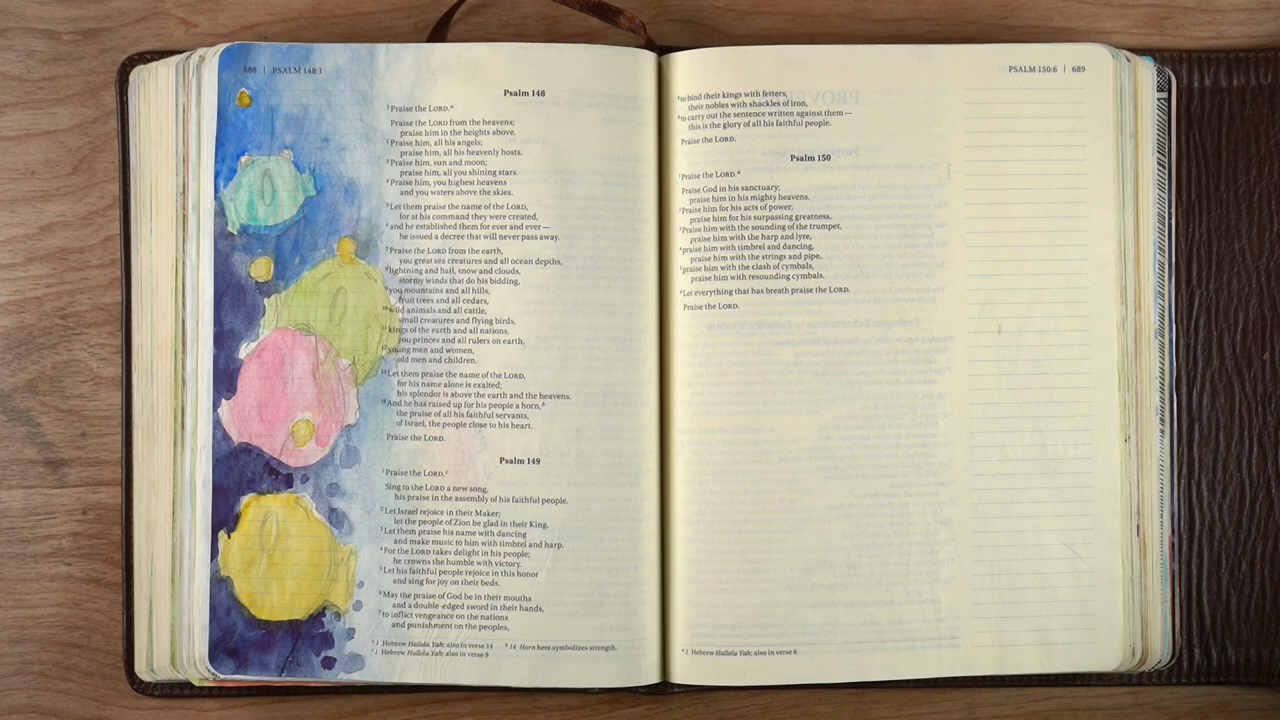 688 | PSALM 148:1
Psalm 148
1 Praise the LORD.a
Praise the LORD from the heavens;
praise him in the heights above.
2 Praise him, all his angels;
praise him, all his heavenly hosts.
3 Praise him, sun and moon;
praise him, all you shining stars.
4 Praise him, you highest heavens
and you waters above the skies.
5 Let them praise the name of the LORD,
for at his command they were created,
6 and he established them for ever and ever—
he issued a decree that will never pass away.
7 Praise the LORD from the earth,
you great sea creatures and all ocean depths,
8 lightning and hail, snow and clouds,
stormy winds that do his bidding,
9 you mountains and all hills,
fruit trees and all cedars,
10 wild animals and all cattle,
small creatures and flying birds,
11 kings of the earth and all nations,
you princes and all rulers on earth,
12 young men and women,
old men and children.
13 Let them praise the name of the LORD,
for his name alone is exalted;
his splendor is above the earth and the heavens.
14 And he has raised up for his people a horn,b
the praise of all his faithful servants,
of Israel, the people close to his heart.
Praise the LORD.
Psalm 149
1 Praise the LORD.c
Sing to the LORD a new song,
his praise in the assembly of his faithful people.
2 Let Israel rejoice in their Maker;
let the people of Zion be glad in their King.
3 Let them praise his name with dancing
and make music to him with timbrel and harp.
4 For the LORD takes delight in his people;
he crowns the humble with victory.
5 Let his faithful people rejoice in this honor
and sing for joy on their beds.
6 May the praise of God be in their mouths
and a double-edged sword in their hands,
7 to inflict vengeance on the nations
and punishment on the peoples,
a 1 Hebrew Hallelu Yah; also in verse 14 b 14 Horn here symbolizes strength.
c 1 Hebrew Hallelu Yah; also in verse 9
PSALM 150:6 | 689
8 to bind their kings with fetters,
their nobles with shackles of iron,
9 to carry out the sentence written against them—
this is the glory of all his faithful people.
Praise the LORD.
Psalm 150
1 Praise the LORD.a
Praise God in his sanctuary;
praise him in his mighty heavens.
2 Praise him for his acts of power;
praise him for his surpassing greatness.
3 Praise him with the sounding of the trumpet,
praise him with the harp and lyre,
4 praise him with timbrel and dancing,
praise him with the strings and pipe,
5 praise him with the clash of cymbals,
praise him with resounding cymbals.
6 Let everything that has breath praise the LORD.
Praise the LORD.
a 1 Hebrew Hallelu Yah; also in verse 6